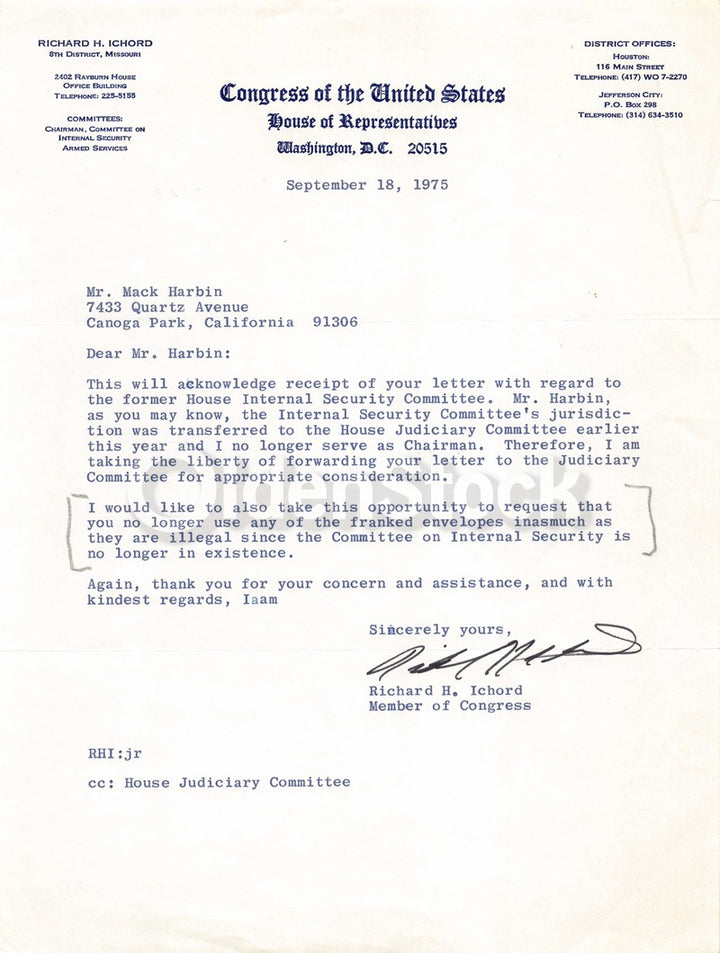 RICHARD H. ICHORD
8TH DISTRICT, MISSOURI
2402 RAYBURN HOUSE
OFFICE BUILDING
TELEPHONE: 225-5155
COMMITTEES:
CHAIRMAN, COMMITTEE ON
INTERNAL SECURITY
ARMED SERVICES
Congress of the United States
House of Representatives
Washington, D.C. 20515
DISTRICT OFFICES:
HOUSTON:
116 MAIN STREET
TELEPHONE: (417) WO 7-2270
JEFFERSON CITY:
P.O. BOX 298
TELEPHONE: (314) 634-3510
September 18, 1975
Mr. Mack Harbin
7433 Quartz Avenue
Canoga Park, California 91306
Dear Mr. Harbin:
This will acknowledge receipt of your letter with regard to
the former House Internal Security Committee. Mr. Harbin,
as you may know, the Internal Security Committee's jurisdic-
tion was transferred to the House Judiciary Committee earlier
this year and I no longer serve as Chairman. Therefore, I am
taking the liberty of forwarding your letter to the Judiciary
Committee for appropriate consideration.
I would like to also take this opportunity to request that
you no longer use any of the franked envelopes inasmuch as
they are illegal since the Committee on Internal Security is
no longer in existence.
Again, thank you for your concern and assistance, and with
kindest regards, Iaam
Sincerely yours,
Richard H. Ichord
Member of Congress
RHI:jr
cc: House Judiciary Committee